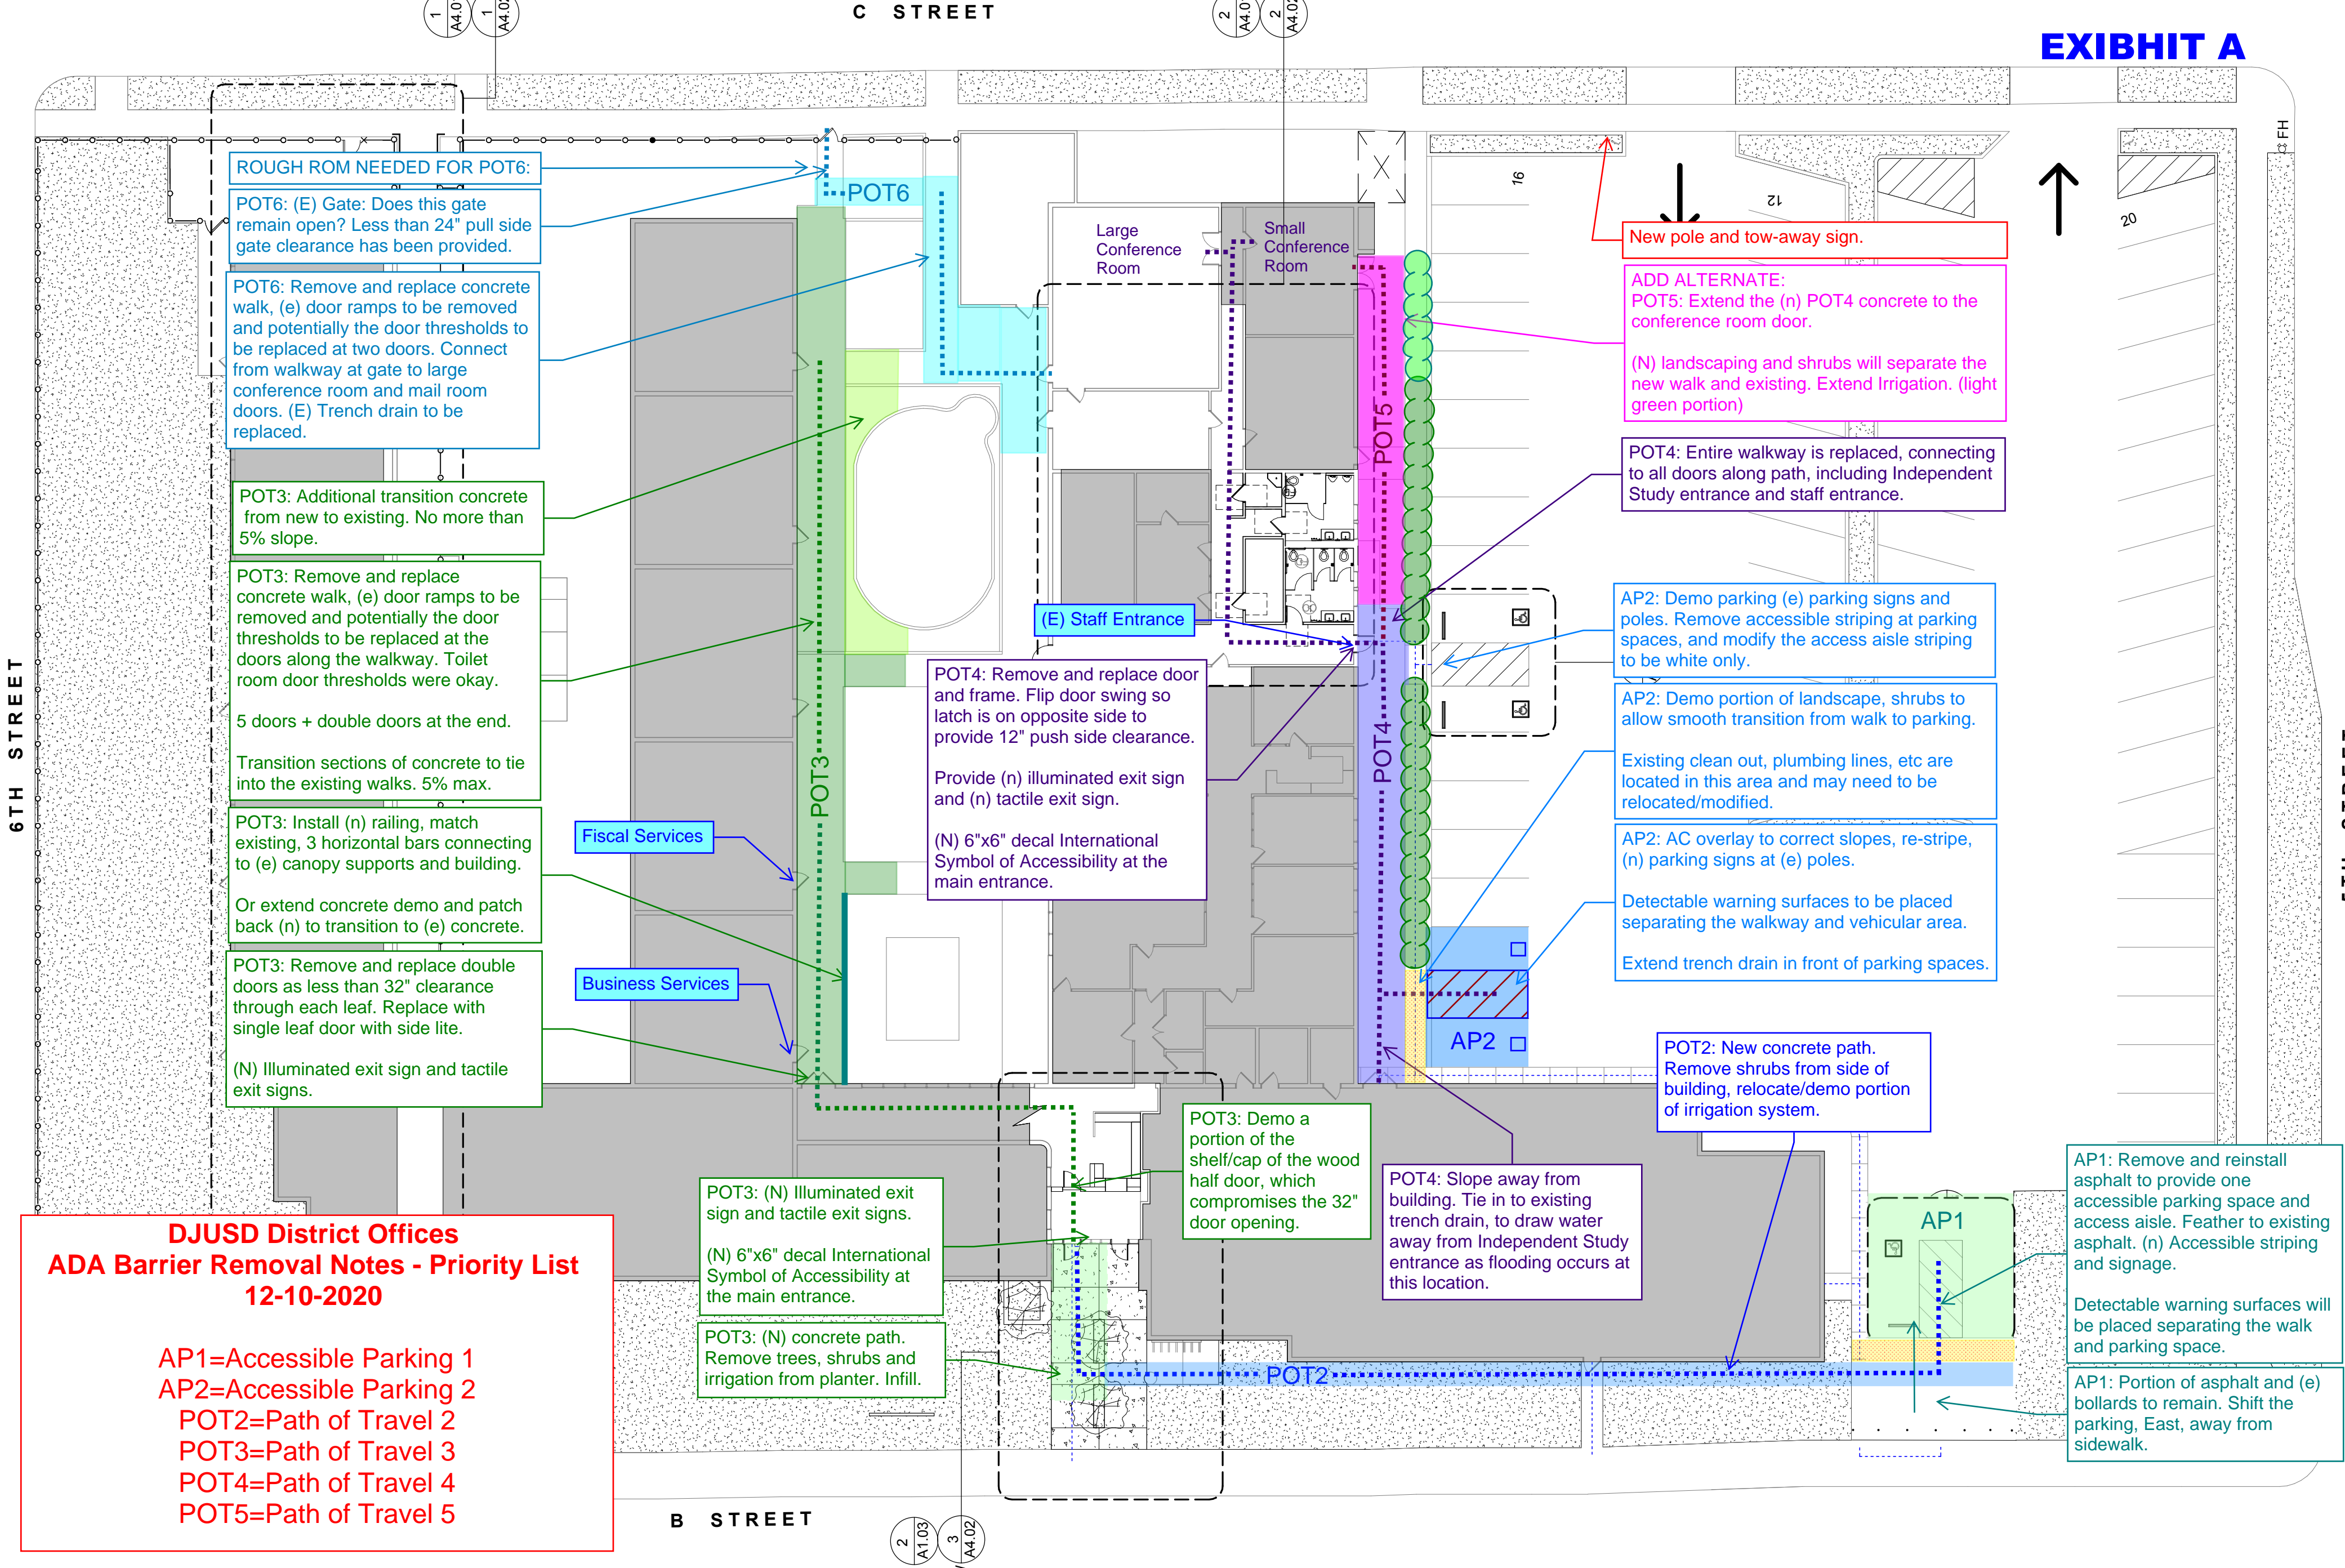 1
A4.01
1
A4.02
C STREET
2
A4.01
2
A4.02
EXIBHIT A
FH
ROUGH ROM NEEDED FOR POT6:
POT6: (E) Gate: Does this gate
remain open? Less than 24" pull side
gate clearance has been provided.
POT6: Remove and replace concrete
walk, (e) door ramps to be removed
and potentially the door thresholds to
be replaced at two doors. Connect
from walkway at gate to large
conference room and mail room
doors. (E) Trench drain to be
replaced.
POT3: Additional transition concrete
from new to existing. No more than
5% slope.
POT3: Remove and replace
concrete walk, (e) door ramps to be
removed and potentially the door
thresholds to be replaced at the
doors along the walkway. Toilet
room door thresholds were okay.
5 doors + double doors at the end.
Transition sections of concrete to tie
into the existing walks. 5% max.
POT3: Install (n) railing, match
existing, 3 horizontal bars connecting
to (e) canopy supports and building.
Or extend concrete demo and patch
back (n) to transition to (e) concrete.
POT3: Remove and replace double
doors as less than 32" clearance
through each leaf. Replace with
single leaf door with side lite.
(N) Illuminated exit sign and tactile
exit signs.
6TH STREET
POT6
POT3
Fiscal Services
Business Services
Large
Conference
Room
Small
Conference
Room
(E) Staff Entrance
POT4: Remove and replace door
and frame. Flip door swing so
latch is on opposite side to
provide 12" push side clearance.
Provide (n) illuminated exit sign
and (n) tactile exit sign.
(N) 6"x6" decal International
Symbol of Accessibility at the
main entrance.
POT5
POT4
16
12
20
New pole and tow-away sign.
ADD ALTERNATE:
POT5: Extend the (n) POT4 concrete to the
conference room door.
(N) landscaping and shrubs will separate the
new walk and existing. Extend Irrigation. (light
green portion)
POT4: Entire walkway is replaced, connecting
to all doors along path, including Independent
Study entrance and staff entrance.
AP2: Demo parking (e) parking signs and
poles. Remove accessible striping at parking
spaces, and modify the access aisle striping
to be white only.
AP2: Demo portion of landscape, shrubs to
allow smooth transition from walk to parking.
Existing clean out, plumbing lines, etc are
located in this area and may need to be
relocated/modified.
AP2: AC overlay to correct slopes, re-stripe,
(n) parking signs at (e) poles.
Detectable warning surfaces to be placed
separating the walkway and vehicular area.
Extend trench drain in front of parking spaces.
AP2
POT2: New concrete path.
Remove shrubs from side of
building, relocate/demo portion
of irrigation system.
POT3: Demo a
portion of the
shelf/cap of the wood
half door, which
compromises the 32"
door opening.
POT4: Slope away from
building. Tie in to existing
trench drain, to draw water
away from Independent Study
entrance as flooding occurs at
this location.
POT3: (N) Illuminated exit
sign and tactile exit signs.
(N) 6"x6" decal International
Symbol of Accessibility at
the main entrance.
POT3: (N) concrete path.
Remove trees, shrubs and
irrigation from planter. Infill.
POT2
AP1
AP1: Remove and reinstall
asphalt to provide one
accessible parking space and
access aisle. Feather to existing
asphalt. (n) Accessible striping
and signage.
Detectable warning surfaces will
be placed separating the walk
and parking space.
AP1: Portion of asphalt and (e)
bollards to remain. Shift the
parking, East, away from
sidewalk.
DJUSD District Offices
ADA Barrier Removal Notes - Priority List
12-10-2020
AP1=Accessible Parking 1
AP2=Accessible Parking 2
POT2=Path of Travel 2
POT3=Path of Travel 3
POT4=Path of Travel 4
POT5=Path of Travel 5
B STREET
2
A1.03
3
A4.02